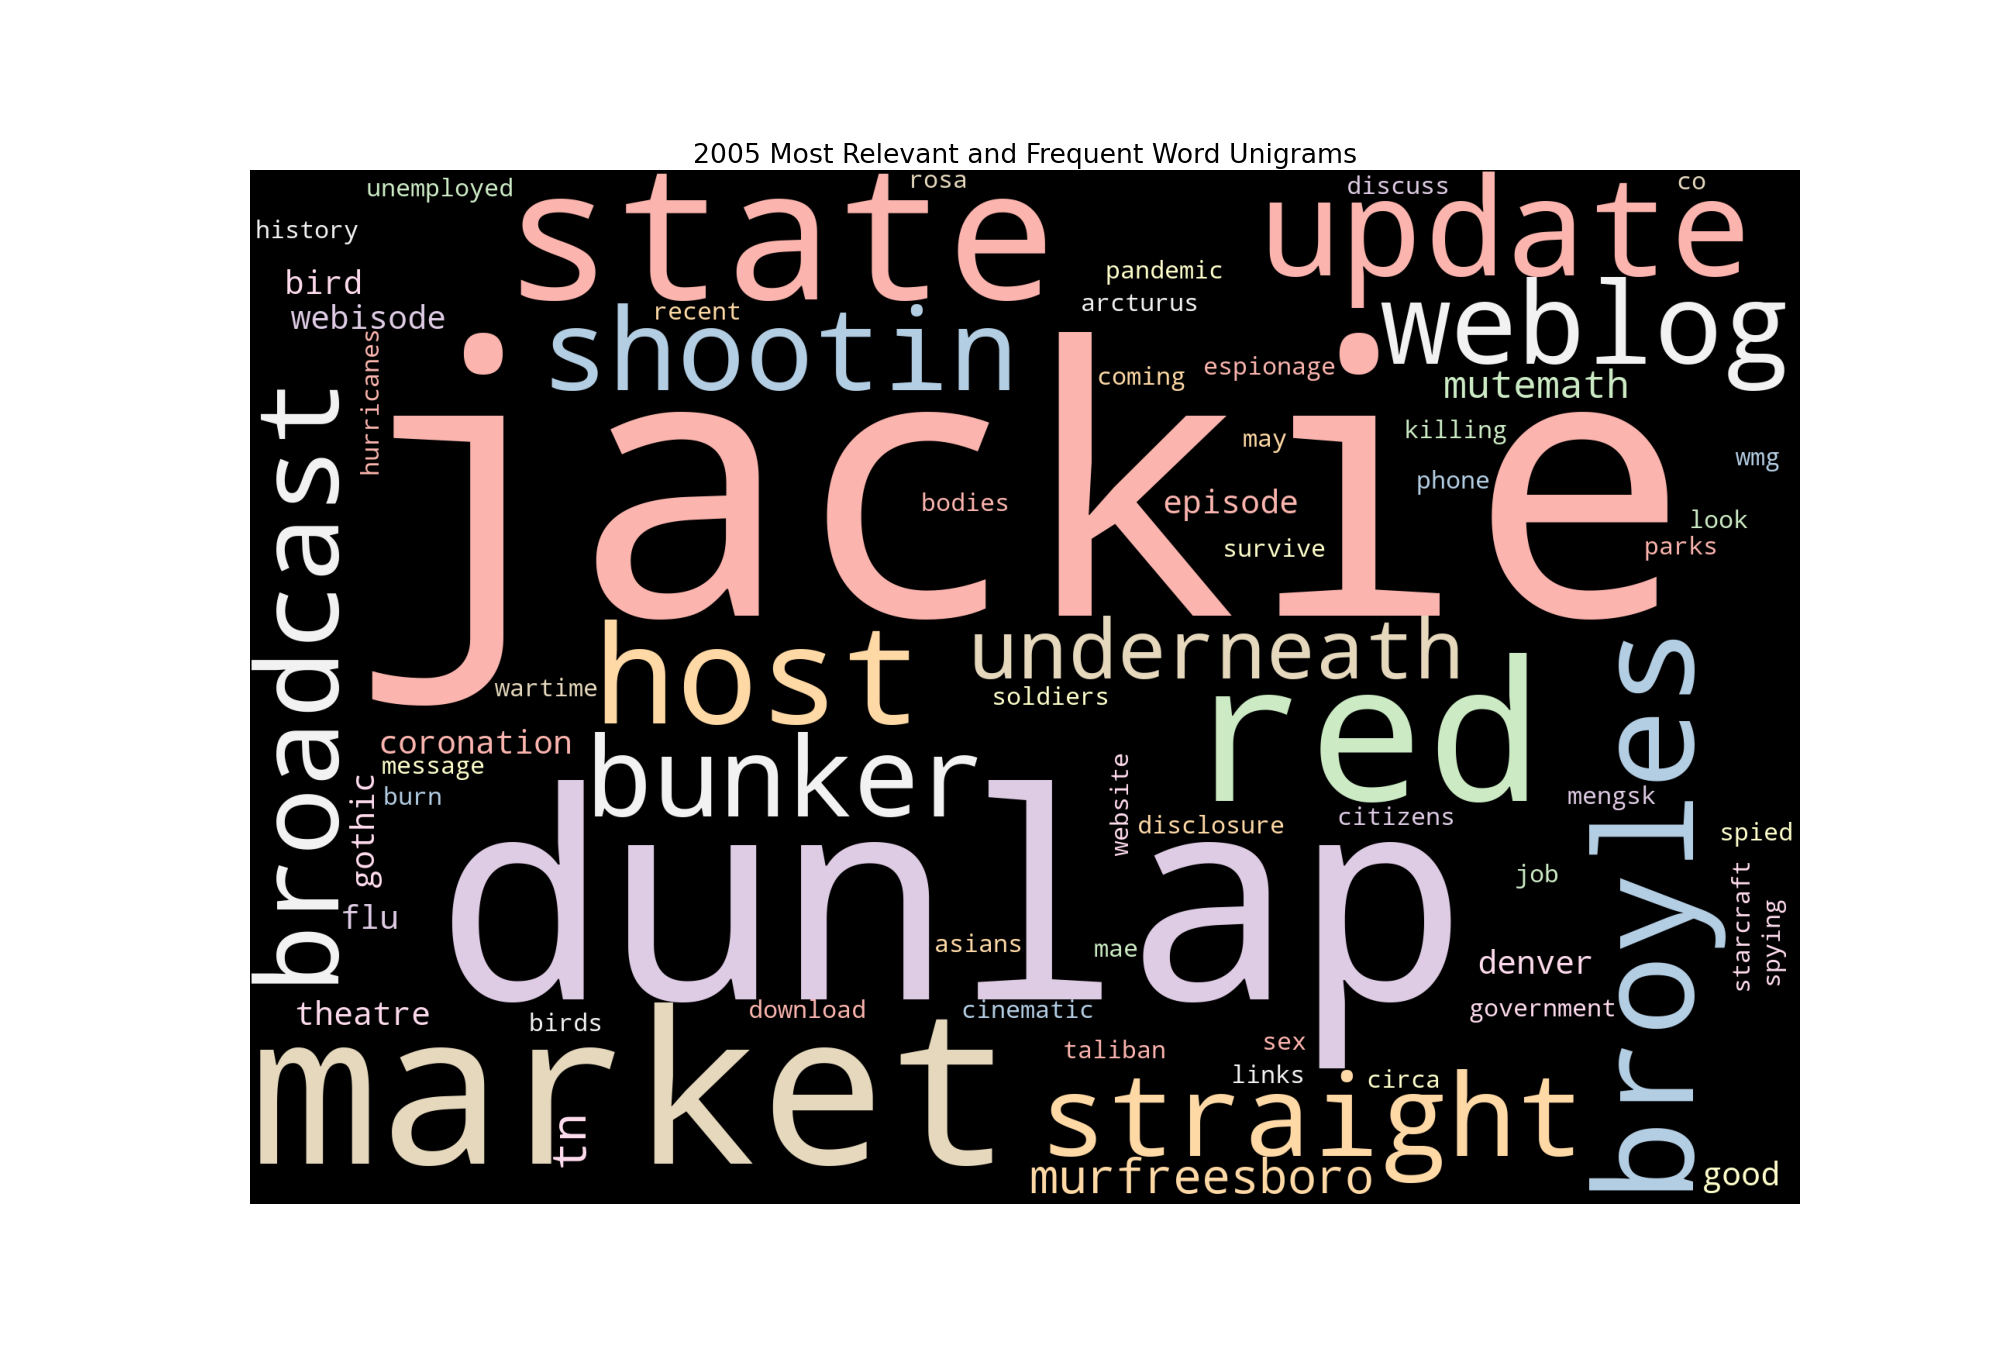 2005 Most Relevant and Frequent Word Unigrams
unemployed
state
rosa
discuss
co
update
history
pandemic
bird
arcturus
weblog
webisode
recent
shootin
hurricanes
jackie
coming
espionage
mutemath
broadcast
may
killing
wmg
phone
bodies
episode
look
survive
parks
host
underneath
wartime
soldiers
red
broyles
coronation
message
bunker
burn
gothic
dunlap
website
disclosure
citizens
mengsk
spied
job
starcraft
spying
flu
asians
mae
denver
theatre
birds
download
cinematic
government
market
taliban
sex
links
circa
straight
tn
murfreesboro
good